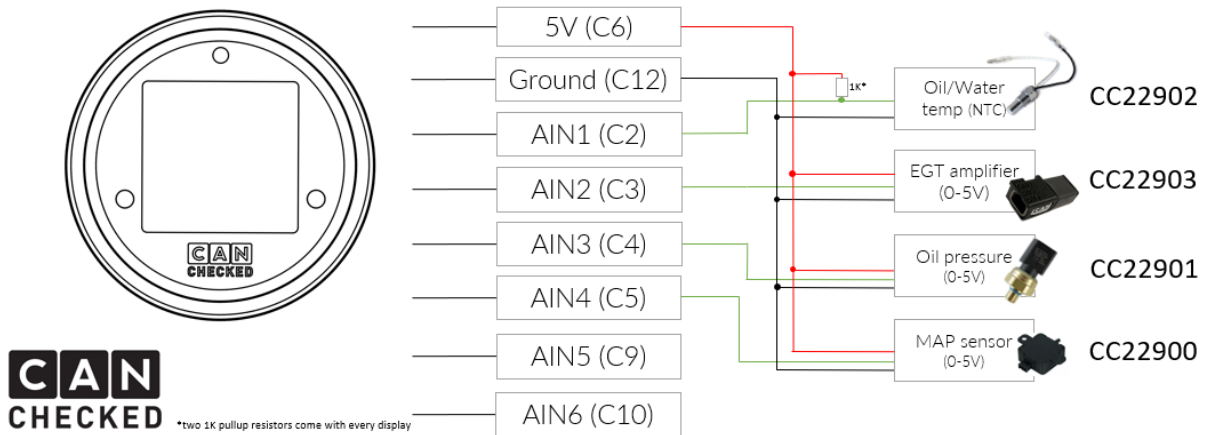 5V (C6)
Ground (C12)
AIN1 (C2)
AIN2 (C3)
AIN3 (C4)
AIN4 (C5)
AIN5 (C9)
AIN6 (C10)
1K*
Oil/Water
temp (NTC)
CC22902
EGT amplifier
(0-5V)
CC22903
Oil pressure
(0-5V)
CC22901
MAP sensor
(0-5V)
CC22900
CAN
CHECKED
CAN
CHECKED
*two 1K pullup resistors come with every display